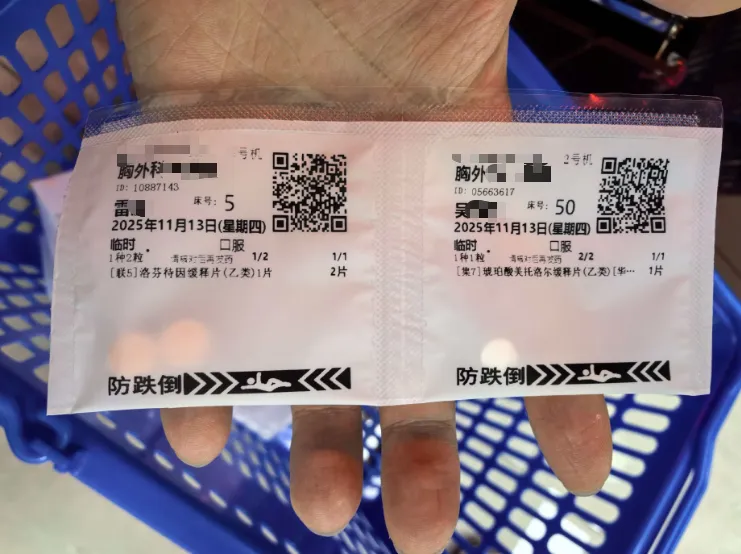 胸外科
号机
ID: 10887143
雷
床号: 5
2025年11月13日(星期四)
临时 . 口服
1种2粒 请核对后再发药 1/2 1/1
[联5]洛芬待因缓释片(乙类)1片 2片
防跌倒
胸外
2号机
ID: 05663617
吴
床号: 50
2025年11月13日(星期四)
临时 . 口服
1种1粒 请核对后再发药 2/2 1/1
[集7]琥珀酸美托洛尔缓释片(乙类)[华… 1片
防跌倒